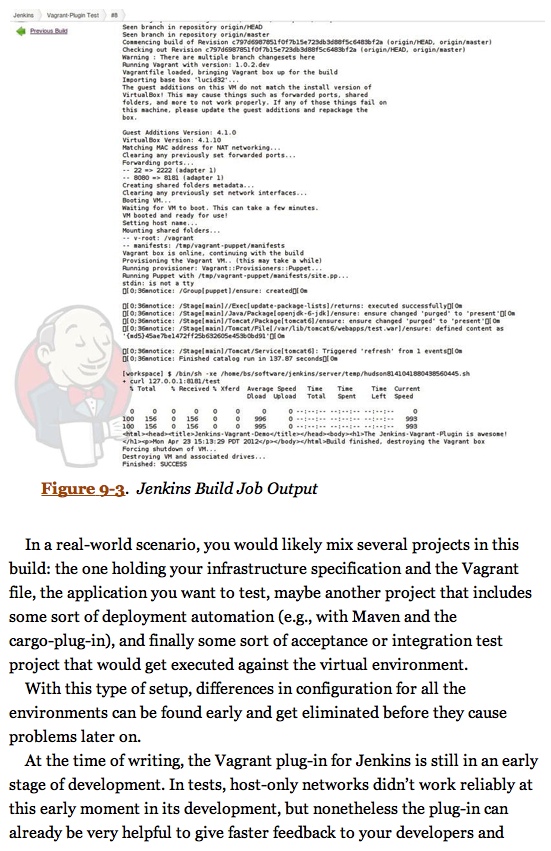 Jenkins Vagrant-Plugin Test #8
Previous Build
Seen branch in repository origin/HEAD
Seen branch in repository origin/master
Commencing build of Revision c797d6987851f0f7b15e723db3d88f5c6483bf2a (origin/HEAD, origin/master)
Checking out Revision c797d6987851f0f7b15e723db3d88f5c6483bf2a (origin/HEAD, origin/master)
Warning : There are multiple branch changesets here
Running Vagrant with version: 1.0.2.dev
Vagrantfile loaded, bringing Vagrant box up for the build
Importing base box 'lucid32'...
The guest additions on this VM do not match the install version of
VirtualBox! This may cause things such as forwarded ports, shared
folders, and more to not work properly. If any of those things fail on
this machine, please update the guest additions and repackage the
box.
Guest Additions Version: 4.1.0
VirtualBox Version: 4.1.10
Matching MAC address for NAT networking...
Clearing any previously set forwarded ports...
Forwarding ports...
-- 22 => 2222 (adapter 1)
-- 8080 => 8181 (adapter 1)
Creating shared folders metadata...
Clearing any previously set network interfaces...
Booting VM...
Waiting for VM to boot. This can take a few minutes.
VM booted and ready for use!
Setting host name...
Mounting shared folders...
-- v-root: /vagrant
-- manifests: /tmp/vagrant-puppet/manifests
Vagrant box is online, continuing with the build
Provisioning the Vagrant VM.. (this may take a while)
Running provisioner: Vagrant::Provisioners::Puppet...
Running Puppet with /tmp/vagrant-puppet/manifests/site.pp...
stdin: is not a tty
[0;36mnotice: /Group[puppet]/ensure: created[0m
[0;36mnotice: /Stage[main]//Exec[update-package-lists]/returns: executed successfully[0m
[0;36mnotice: /Stage[main]/Java/Package[openjdk-6-jdk]/ensure: ensure changed 'purged' to 'present'[0m
[0;36mnotice: /Stage[main]/Tomcat/Package[tomcat6]/ensure: ensure changed 'purged' to 'present'[0m
[0;36mnotice: /Stage[main]/Tomcat/File[/var/lib/tomcat6/webapps/test.war]/ensure: defined content as
'{md5}45ae7be1472ff25b632605e453b0bd91'[0m
[0;36mnotice: /Stage[main]/Tomcat/Service[tomcat6]: Triggered 'refresh' from 1 events[0m
[0;36mnotice: Finished catalog run in 137.87 seconds[0m
[workspace] $ /bin/sh -xe /home/bs/software/jenkins/server/temp/hudson8141041880438560445.sh
+ curl 127.0.0.1:8181/test
% Total % Received % Xferd Average Speed Time Time Time Current
Dload Upload Total Spent Left Speed
0 0 0 0 0 0 0 0 --:--:-- --:--:-- --:--:-- 0
100 156 0 156 0 0 996 0 --:--:-- --:--:-- --:--:-- 993
100 156 0 156 0 0 995 0 --:--:-- --:--:-- --:--:-- 993
<html><head><title>Jenkins-Vagrant-Demo</title></head><body><h1>The Jenkins-Vagrant-Plugin is awesome!
</h1><p>Mon Apr 23 15:13:29 PDT 2012</p></body></html>Build finished, destroying the Vagrant box
Forcing shutdown of VM...
Destroying VM and associated drives...
Finished: SUCCESS
Figure 9-3. Jenkins Build Job Output
In a real-world scenario, you would likely mix several projects in this
build: the one holding your infrastructure specification and the Vagrant
file, the application you want to test, maybe another project that includes
some sort of deployment automation (e.g., with Maven and the
cargo-plug-in), and finally some sort of acceptance or integration test
project that would get executed against the virtual environment.
With this type of setup, differences in configuration for all the
environments can be found early and get eliminated before they cause
problems later on.
At the time of writing, the Vagrant plug-in for Jenkins is still in an early
stage of development. In tests, host-only networks didn't work reliably at
this early moment in its development, but nonetheless the plug-in can
already be very helpful to give faster feedback to your developers and